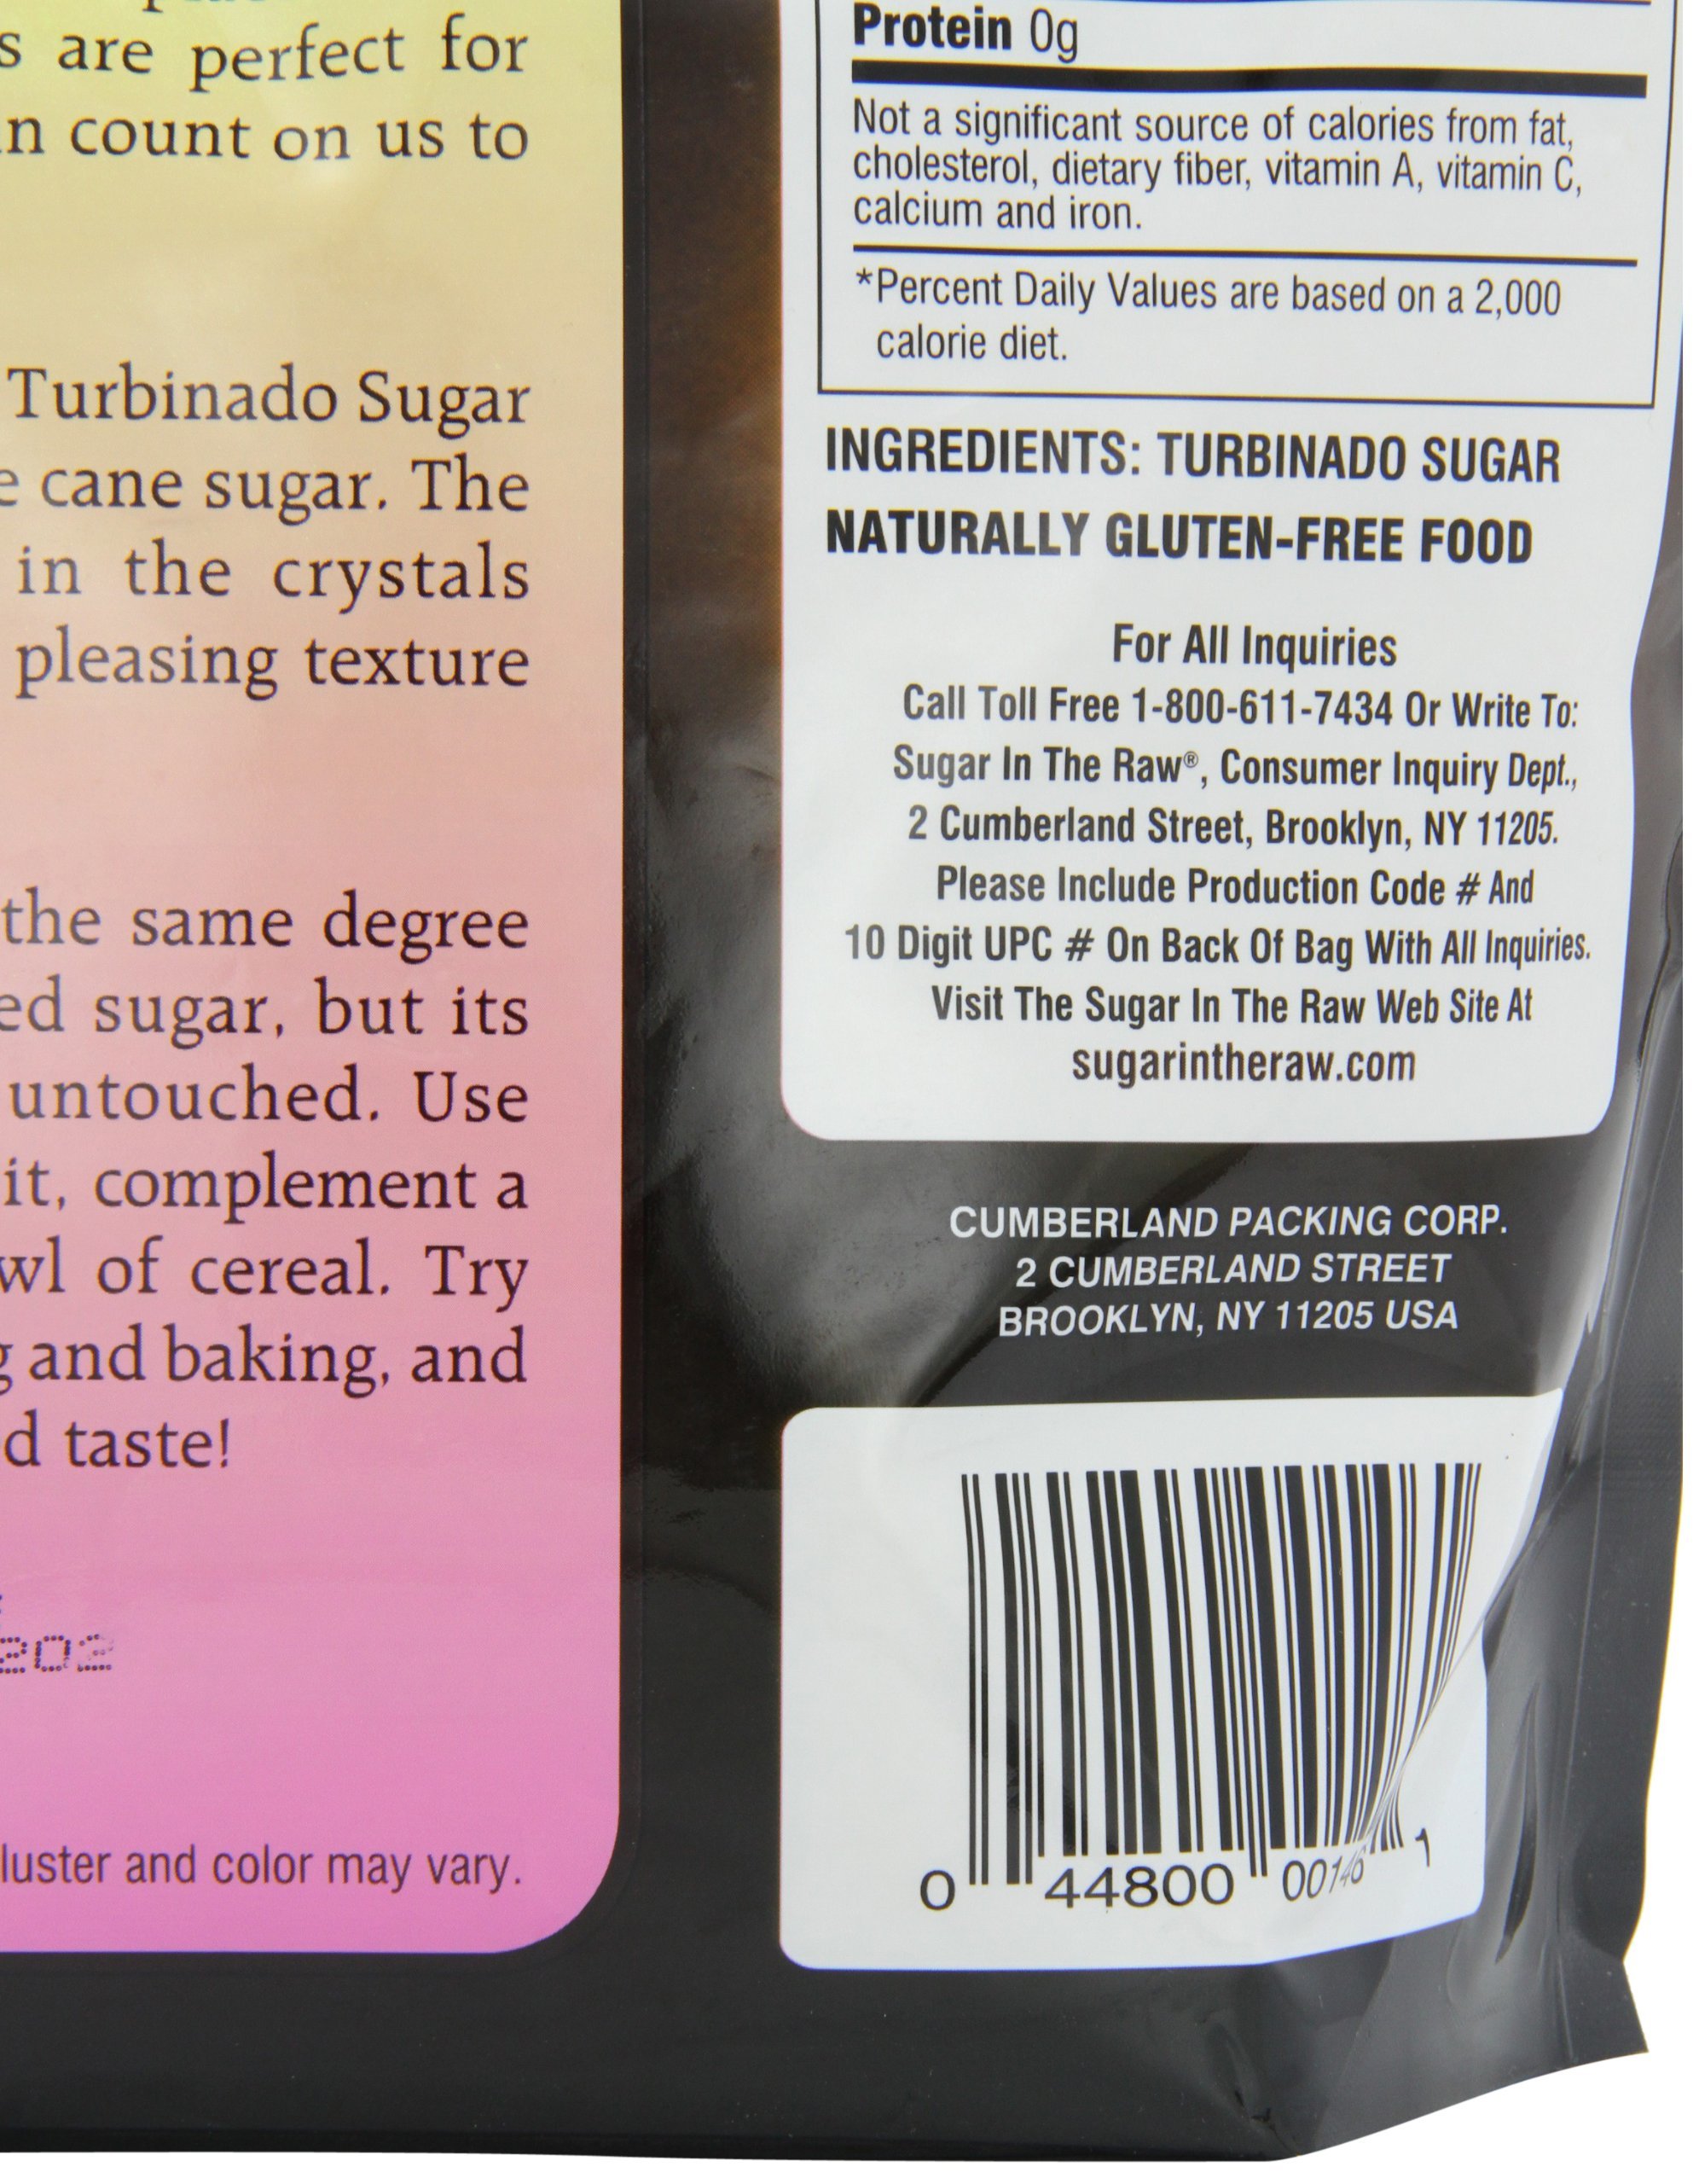 s are perfect for
n count on us to
Turbinado Sugar
e cane sugar. The
in the crystals
pleasing texture
the same degree
ed sugar, but its
untouched. Use
it, complement a
wl of cereal. Try
g and baking, and
d taste!
202
luster and color may vary.
Protein 0g
Not a significant source of calories from fat,
cholesterol, dietary fiber, vitamin A, vitamin C,
calcium and iron.
*Percent Daily Values are based on a 2,000
calorie diet.
INGREDIENTS: TURBINADO SUGAR
NATURALLY GLUTEN-FREE FOOD
For All Inquiries
Call Toll Free 1-800-611-7434 Or Write To:
Sugar In The Raw®, Consumer Inquiry Dept.,
2 Cumberland Street, Brooklyn, NY 11205.
Please Include Production Code # And
10 Digit UPC # On Back Of Bag With All Inquiries.
Visit The Sugar In The Raw Web Site At
sugarintheraw.com
CUMBERLAND PACKING CORP.
2 CUMBERLAND STREET
BROOKLYN, NY 11205 USA
0 44800 00146 1